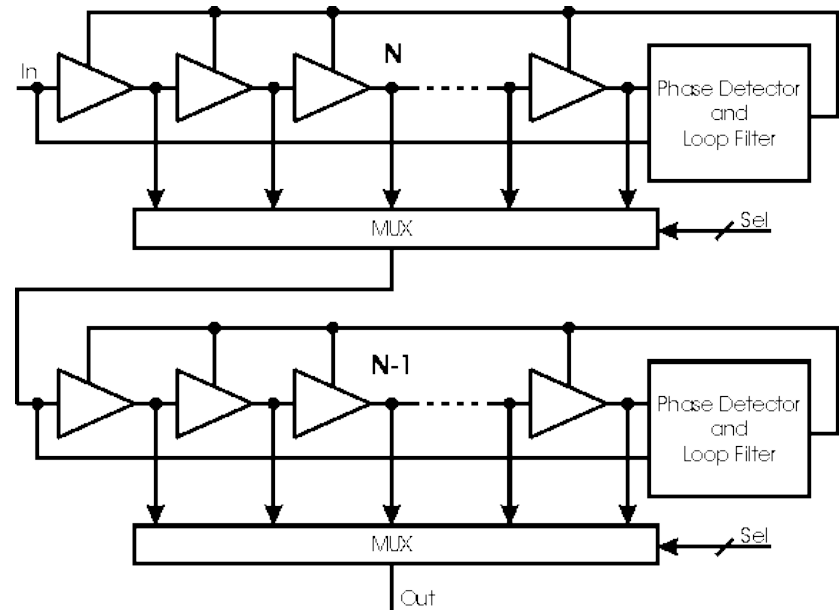 In
N
Phase Detector
and
Loop Filter
MUX
Sel
N-1
Phase Detector
and
Loop Filter
MUX
Sel
Out